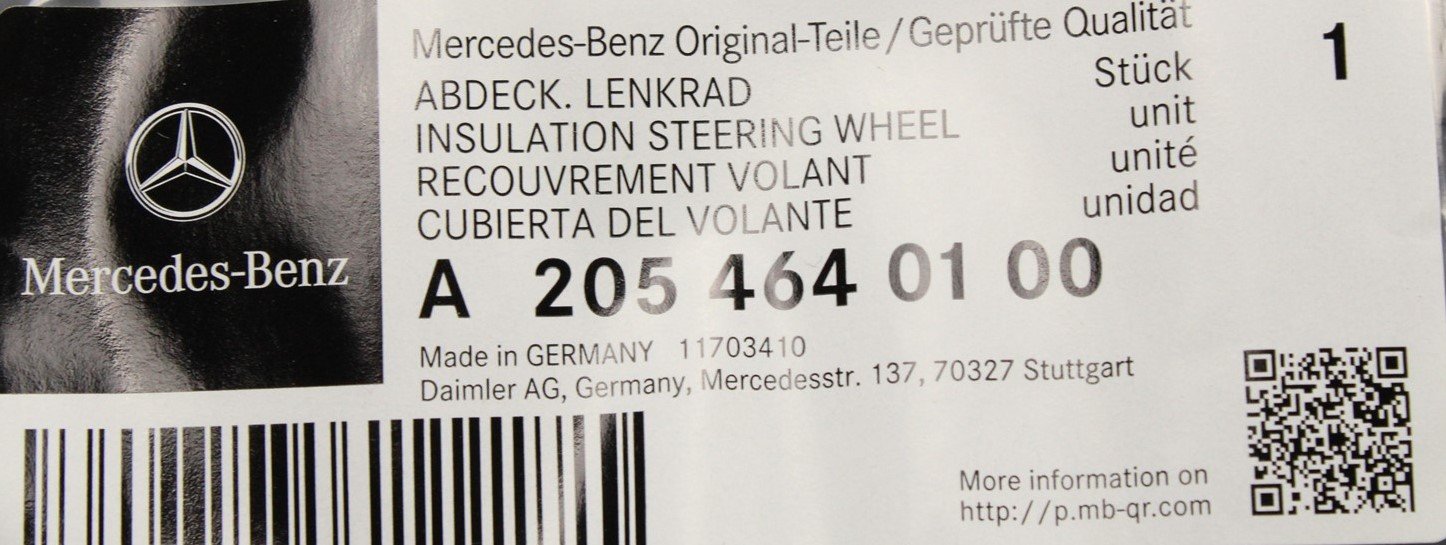 Mercedes-Benz Original-Teile/Geprüfte Qualität
1
ABDECK. LENKRAD Stück
INSULATION STEERING WHEEL unit
RECOUVREMENT VOLANT unité
CUBIERTA DEL VOLANTE unidad
Mercedes-Benz
A 205 464 01 00
Made in GERMANY 11703410
Daimler AG, Germany, Mercedesstr. 137, 70327 Stuttgart
More information on
http://p.mb-qr.com